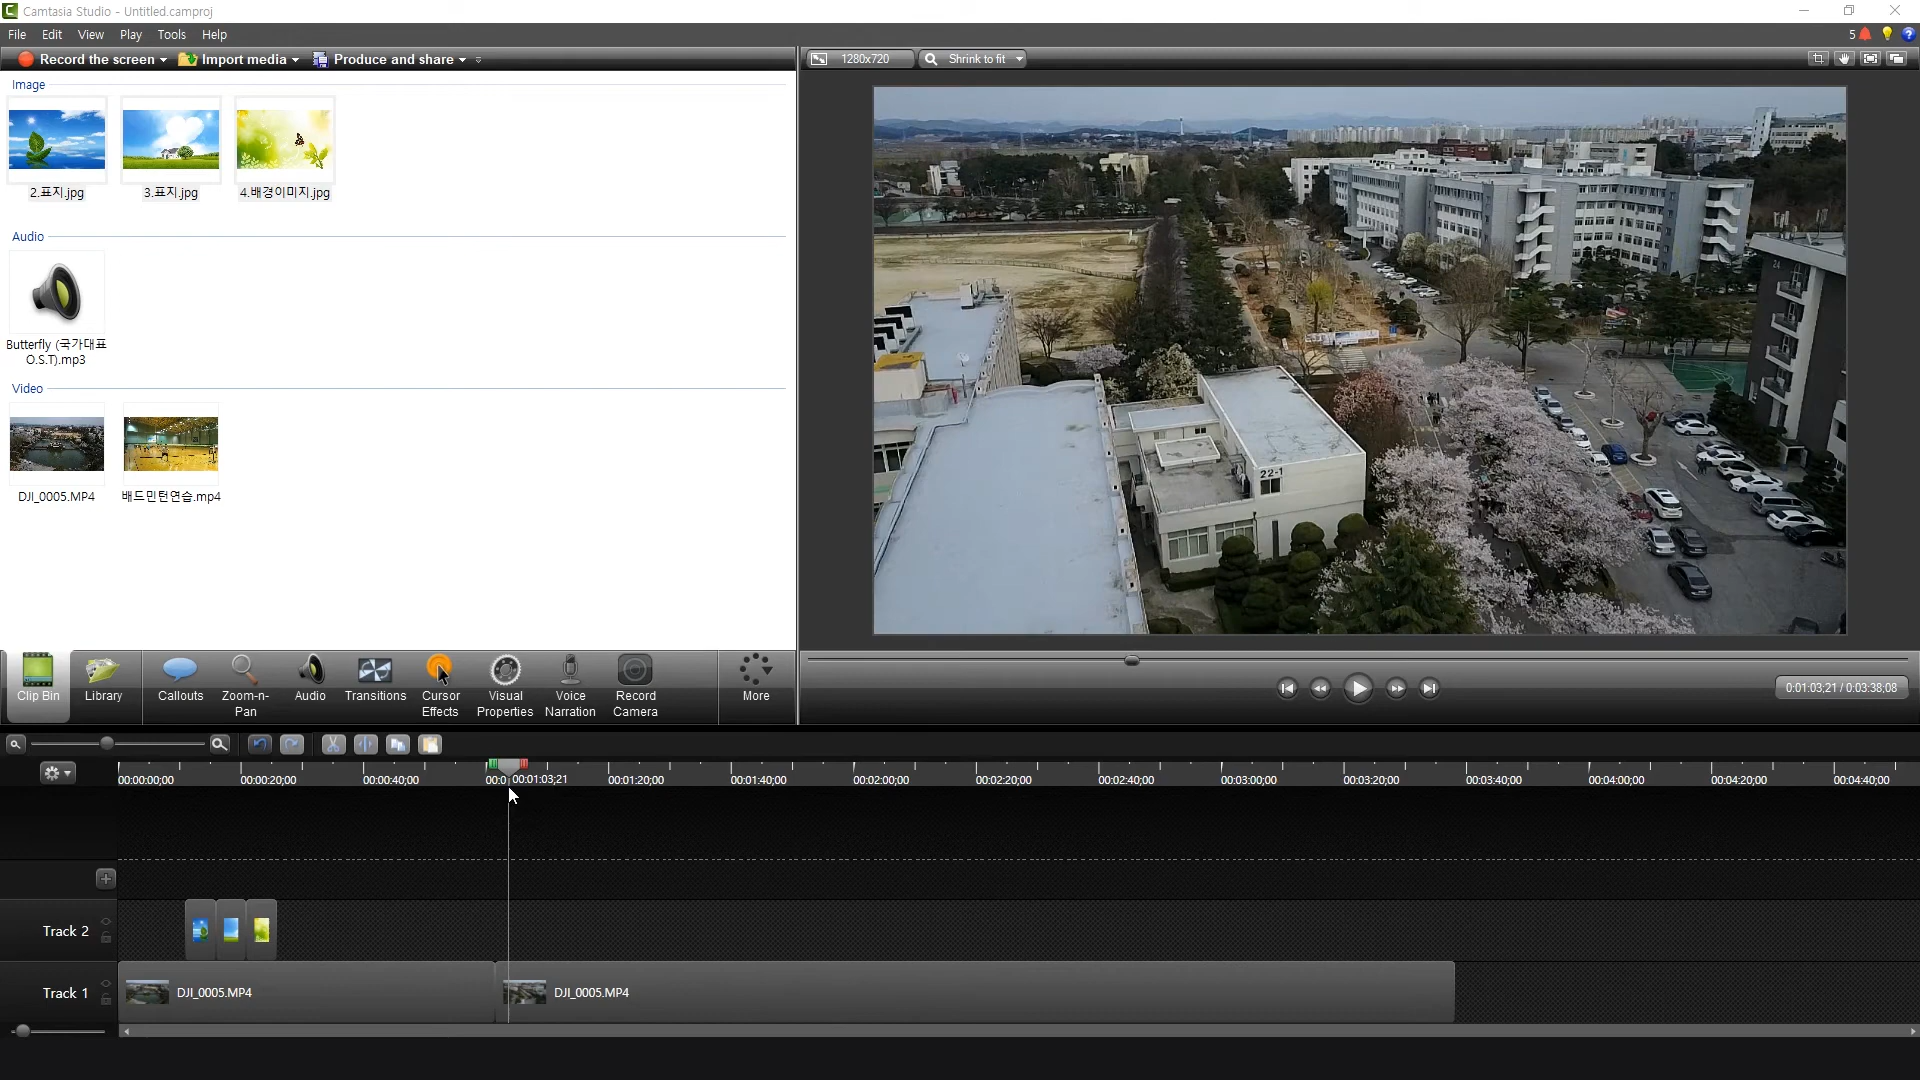 Camtasia Studio - Untitled.camproj
File Edit View Play Tools Help
5
Record the screen Import media Produce and share
1280x720 Shrink to fit
Image
2.표지.jpg 3.표지.jpg 4.배경이미지.jpg
Audio
Butterfly (국가대표
O.S.T).mp3
Video
DJI_0005.MP4 배드민턴연습.mp4
22-1
Clip Bin Library Callouts Zoom-n-
Pan Audio Transitions Cursor
Effects Visual
Properties Voice
Narration Record
Camera More
0:01:03;21 / 0:03:38;08
00:00:00;00 00:00:20;00 00:00:40;00 00:0 00:01:03;21 00:01:20;00 00:01:40;00 00:02:00;00 00:02:20;00 00:02:40;00 00:03:00;00 00:03:20;00 00:03:40;00 00:04:00;00 00:04:20;00 00:04:40;00
Track 2
Track 1 DJI_0005.MP4 DJI_0005.MP4